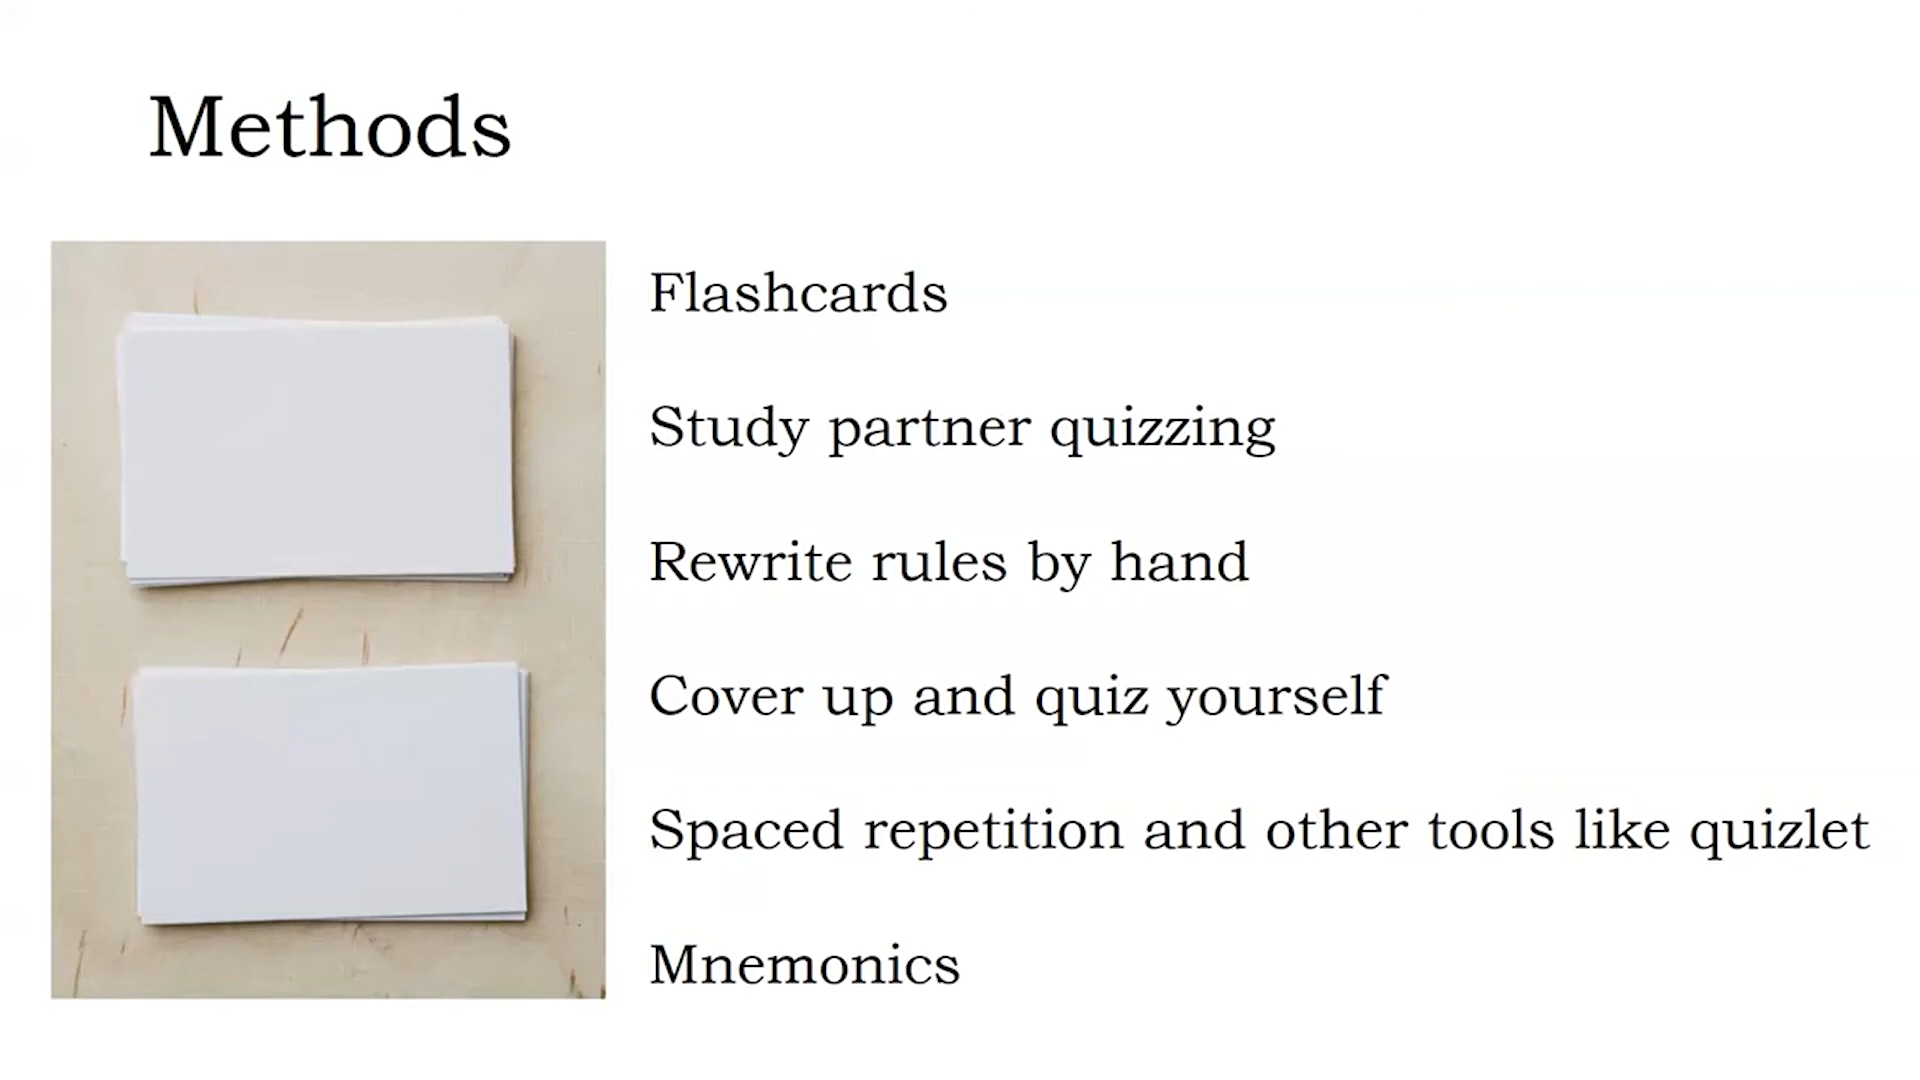 Methods
Flashcards
Study partner quizzing
Rewrite rules by hand
Cover up and quiz yourself
Spaced repetition and other tools like quizlet
Mnemonics